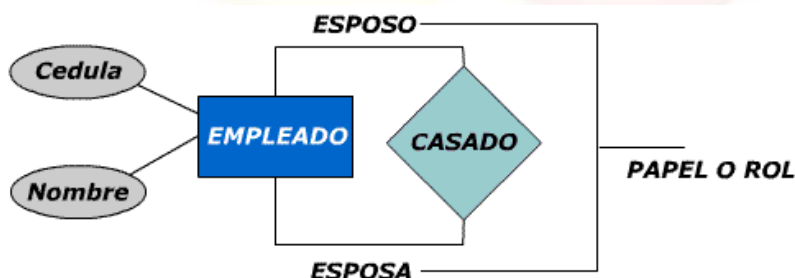 ESPOSO
Cedula
EMPLEADO
CASADO
PAPEL O ROL
Nombre
ESPOSA